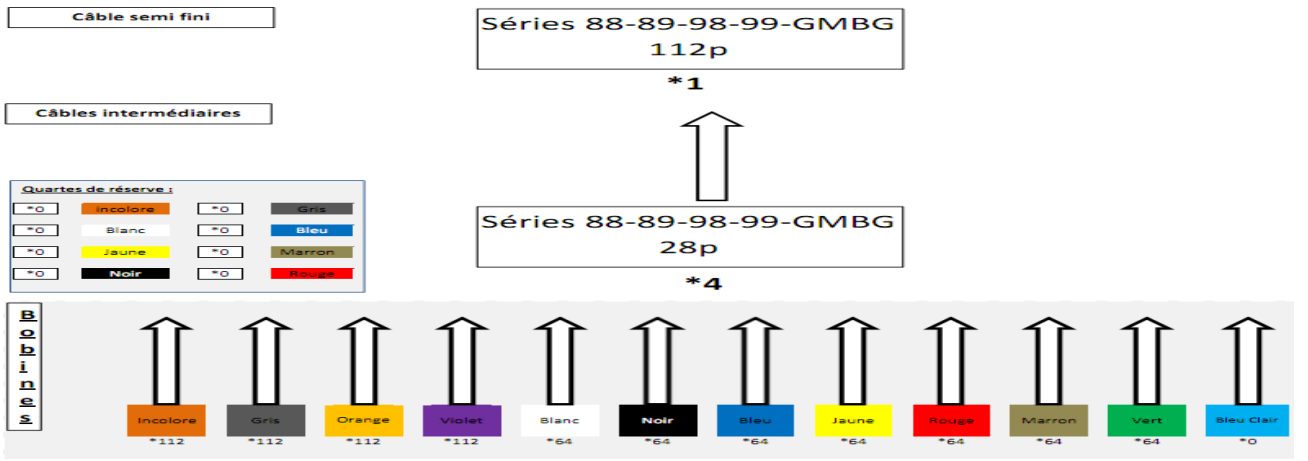 Câble semi fini
Séries 88-89-98-99-GMBG
112p
*1
Câbles intermédiaires
Quartes de réserve :
*0 Incolore *0 Gris
*0 Blanc *0 Bleu
*0 Jaune *0 Marron
*0 Noir *0 Rouge
Séries 88-89-98-99-GMBG
28p
*4
Bobines
Incolore Gris Orange Violet Blanc Noir Bleu Jaune Rouge Marron Vert Bleu Clair
*112 *112 *112 *112 *64 *64 *64 *64 *64 *64 *64 *0